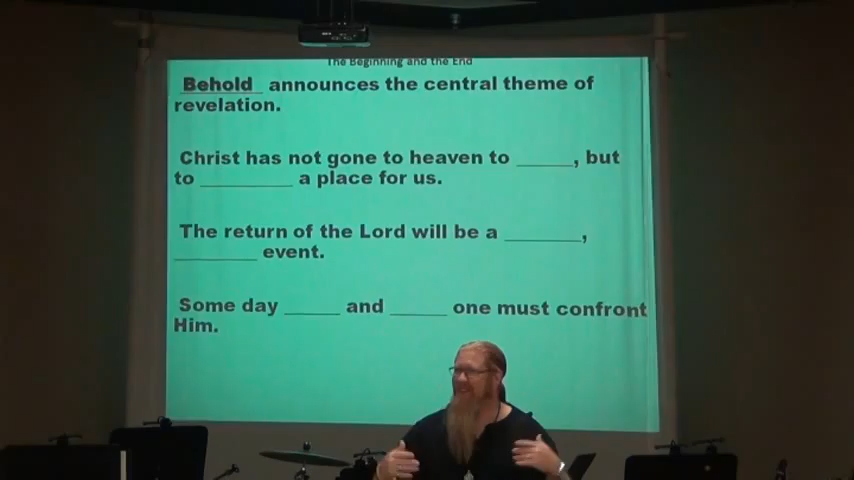 The Beginning and the End
Behold announces the central theme of
revelation.
Christ has not gone to heaven to _____, but
to _________ a place for us.
The return of the Lord will be a _______,
________ event.
Some day _____ and _____ one must confront
Him.